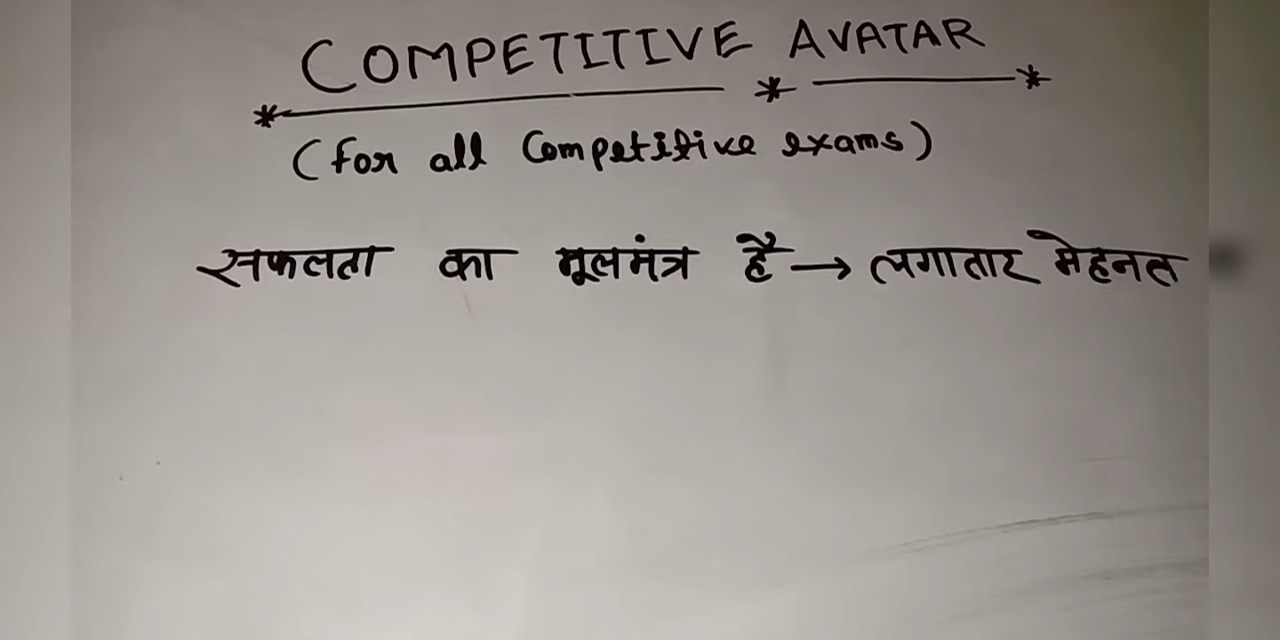 COMPETITIVE AVATAR
(for all Competitive exams)
सफलता का मूलमंत्र है → लगातार मेहनत